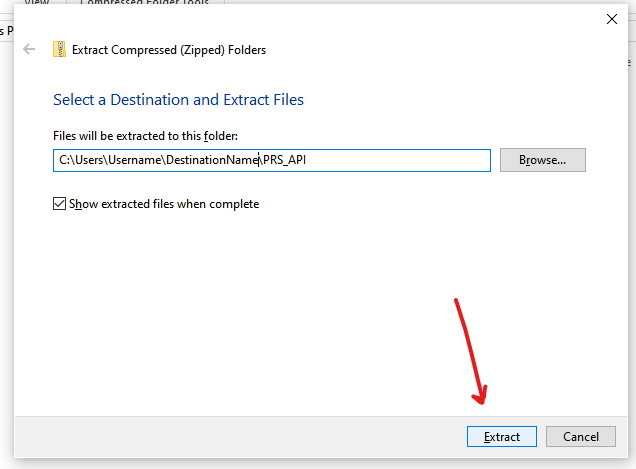 View Compressed Folder Tools
s P
Extract Compressed (Zipped) Folders
Select a Destination and Extract Files
Files will be extracted to this folder:
C:\Users\Username\DestinationName\PRS_API
Browse...
Show extracted files when complete
Extract Cancel